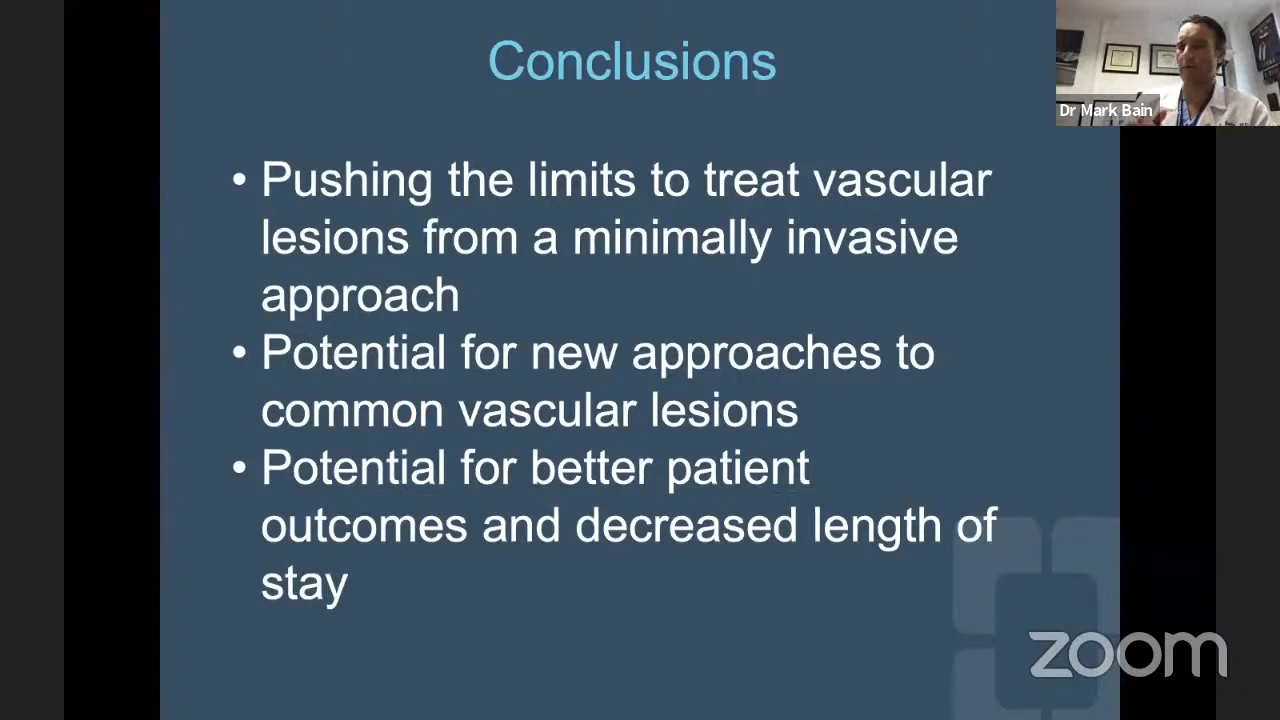 Conclusions
Dr Mark Bain
• Pushing the limits to treat vascular
lesions from a minimally invasive
approach
• Potential for new approaches to
common vascular lesions
• Potential for better patient
outcomes and decreased length of
stay
zoom